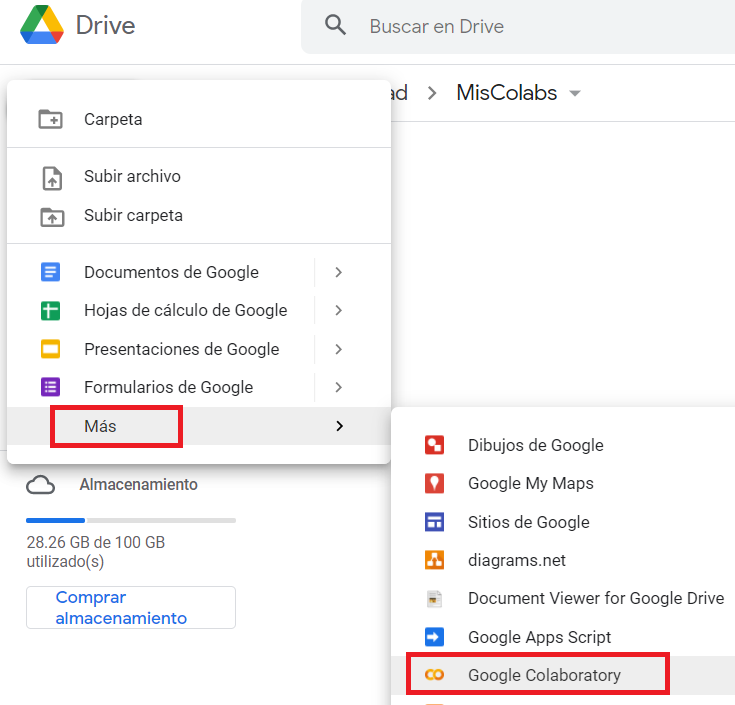 Drive
Buscar en Drive
ad > MisColabs
Carpeta
Subir archivo
Subir carpeta
Documentos de Google
Hojas de cálculo de Google
Presentaciones de Google
Formularios de Google
Más
Almacenamiento
28.26 GB de 100 GB
utilizado(s)
Comprar
almacenamiento
Dibujos de Google
Google My Maps
Sitios de Google
diagrams.net
Document Viewer for Google Drive
Google Apps Script
Google Colaboratory